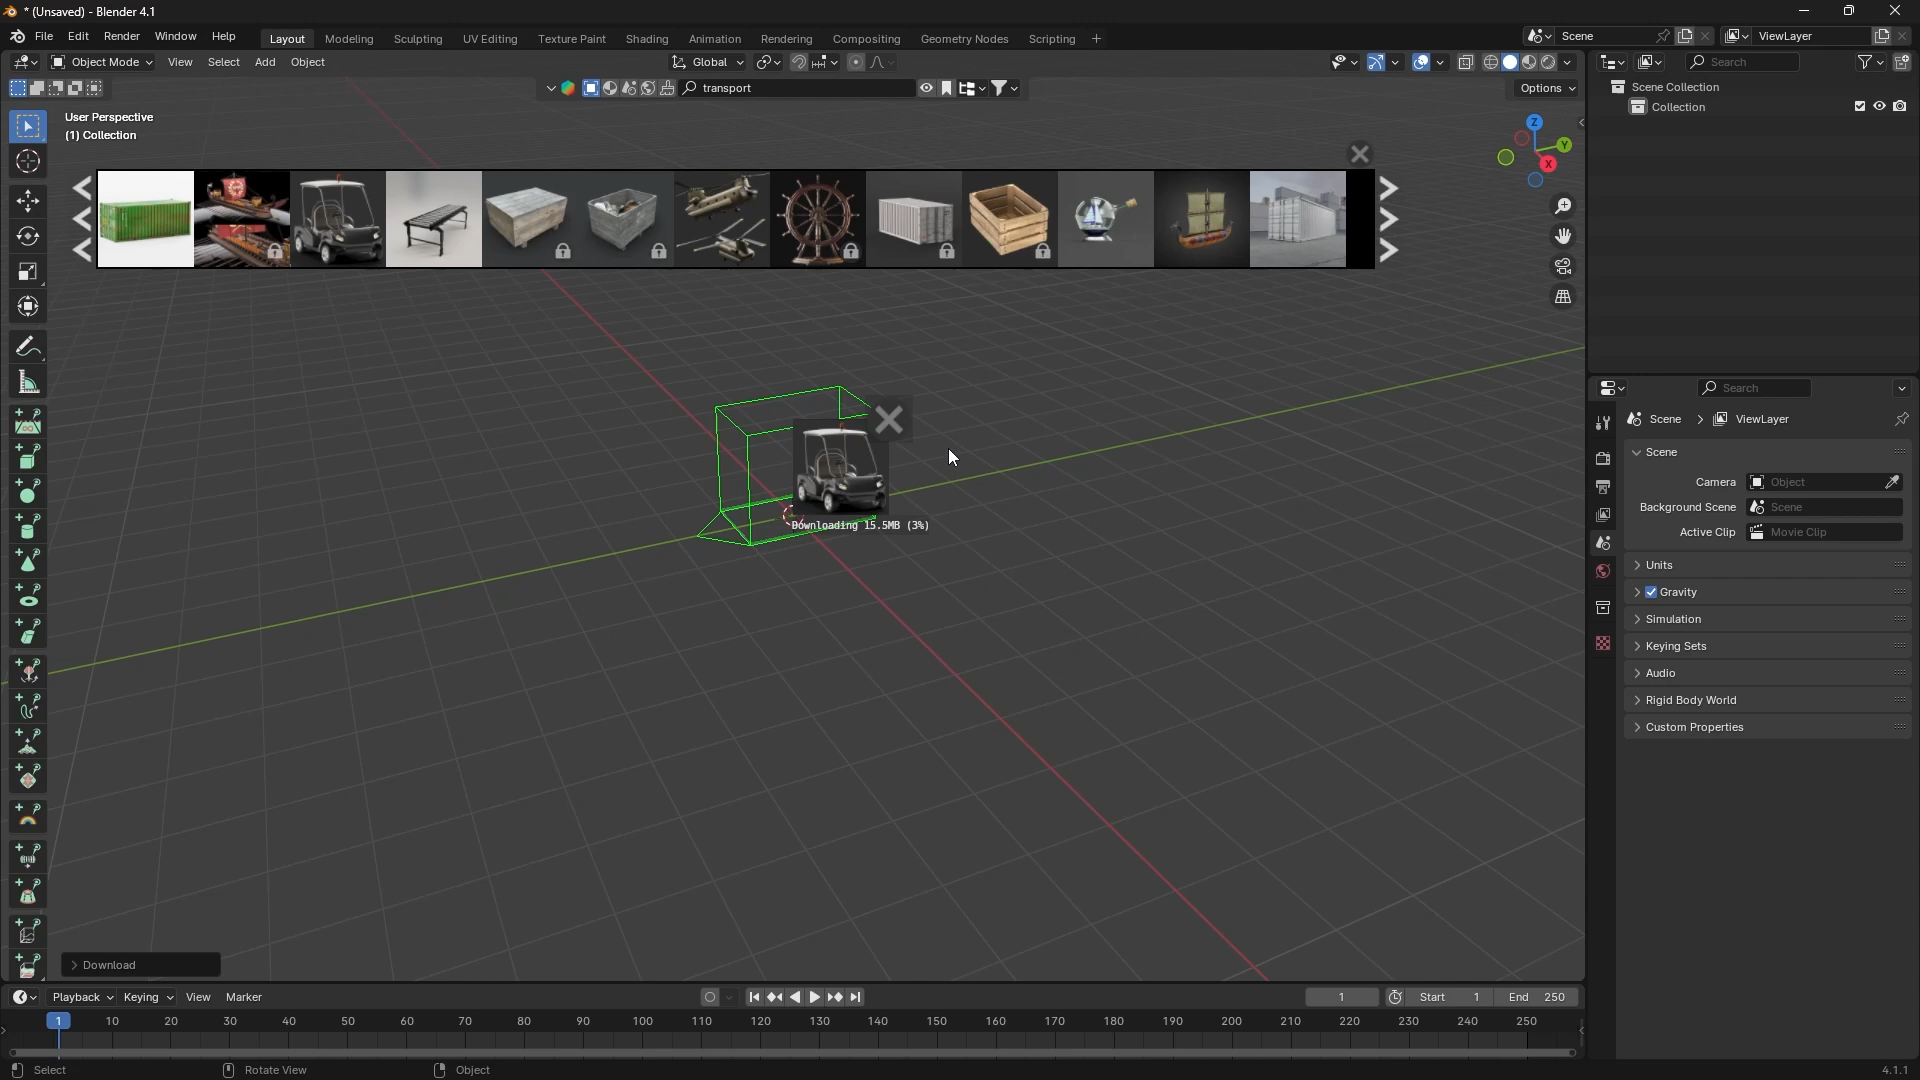 * (Unsaved) - Blender 4.1
File Edit Render Window Help
Layout Modeling Sculpting UV Editing Texture Paint Shading Animation Rendering Compositing Geometry Nodes Scripting +
Scene
ViewLayer
Object Mode View Select Add Object
Global
Search
transport
Options
Scene Collection
Collection
User Perspective
(1) Collection
Z
Y
X
Search
Scene > ViewLayer
Scene
Camera Object
Background Scene Scene
Active Clip Movie Clip
Downloading 15.5MB (3%)
Units
Gravity
Simulation
Keying Sets
Audio
Rigid Body World
Custom Properties
> Download
Playback Keying View Marker
1 Start 1 End 250
1 10 20 30 40 50 60 70 80 90 100 110 120 130 140 150 160 170 180 190 200 210 220 230 240 250
Select Rotate View Object
4.1.1